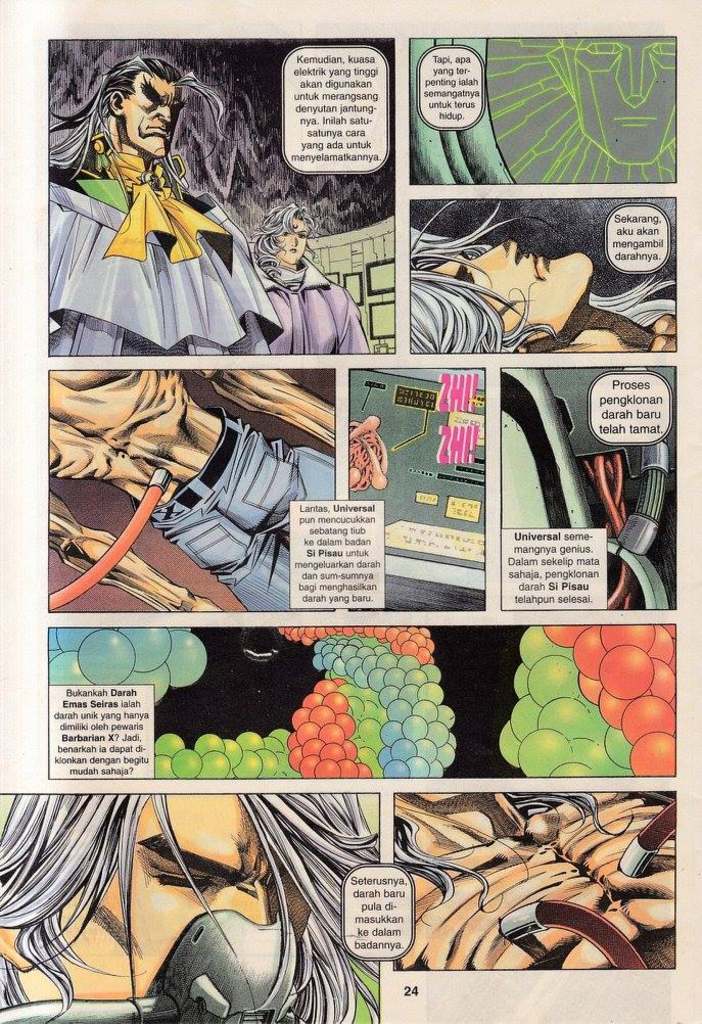 Kemudian, kuasa
elektrik yang tinggi
akan digunakan
untuk merangsang
denyutan jantung-
nya. Inilah satu-
satunya cara
yang ada untuk
menyelamatkannya.
Tapi, apa
yang ter-
penting ialah
semangatnya
untuk terus
hidup.
Sekarang,
aku akan
mengambil
darahnya.
Lantas, Universal
pun mencucukkan
sebatang tiub
ke dalam badan
Si Pisau untuk
mengeluarkan darah
dan sum-sumnya
bagi menghasilkan
darah yang baru.
ZHI!
ZHI!
Proses
pengklonan
darah baru
telah tamat.
Universal seme-
mangnya genius.
Dalam sekelip mata
sahaja, pengklonan
darah Si Pisau
telahpun selesai.
Bukankah Darah
Emas Seiras ialah
darah unik yang hanya
dimiliki oleh pewaris
Barbarian X? Jadi,
benarkah ia dapat di-
klonkan dengan begitu
mudah sahaja?
Seterusnya,
darah baru
pula di-
masukkan
ke dalam
badannya.
24